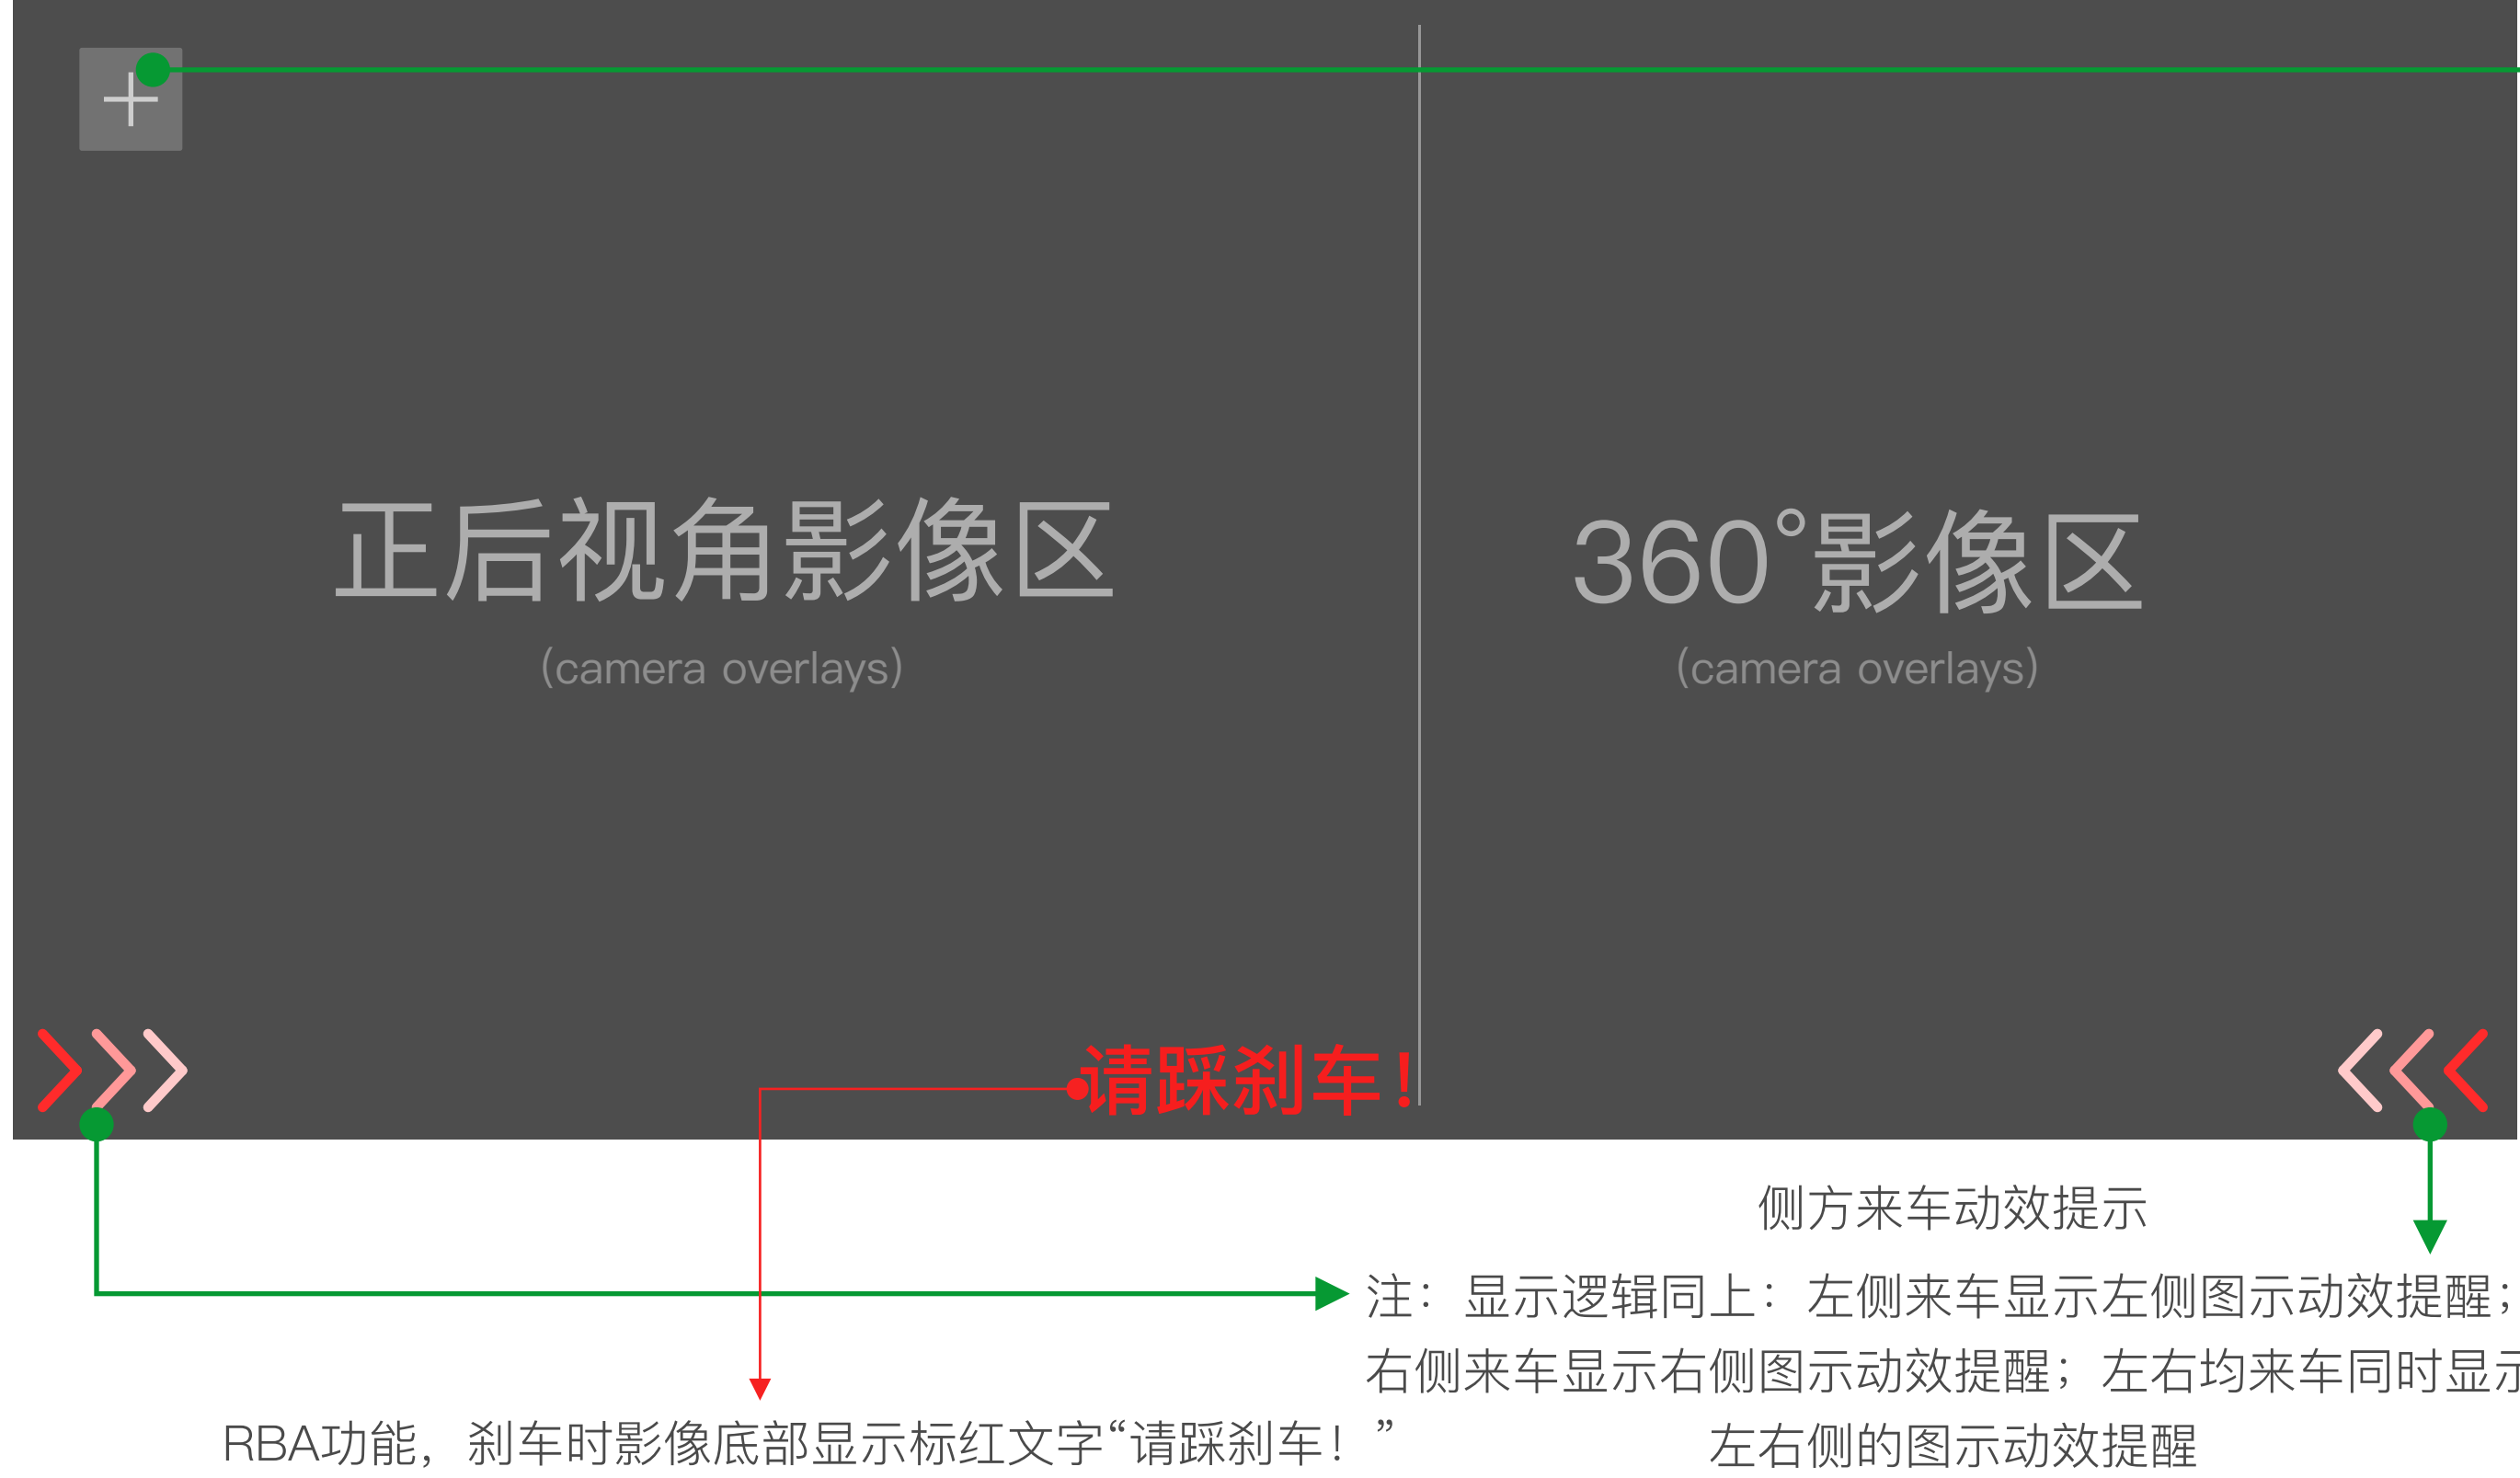 正后视角影像区
(camera overlays)
360°影像区
(camera overlays)
请踩刹车！
侧方来车动效提示
注：显示逻辑同上：左侧来车显示左侧图示动效提醒；
右侧来车显示右侧图示动效提醒；左右均来车同时显示
左右侧的图示动效提醒
RBA功能，刹车时影像底部显示标红文字“请踩刹车！”